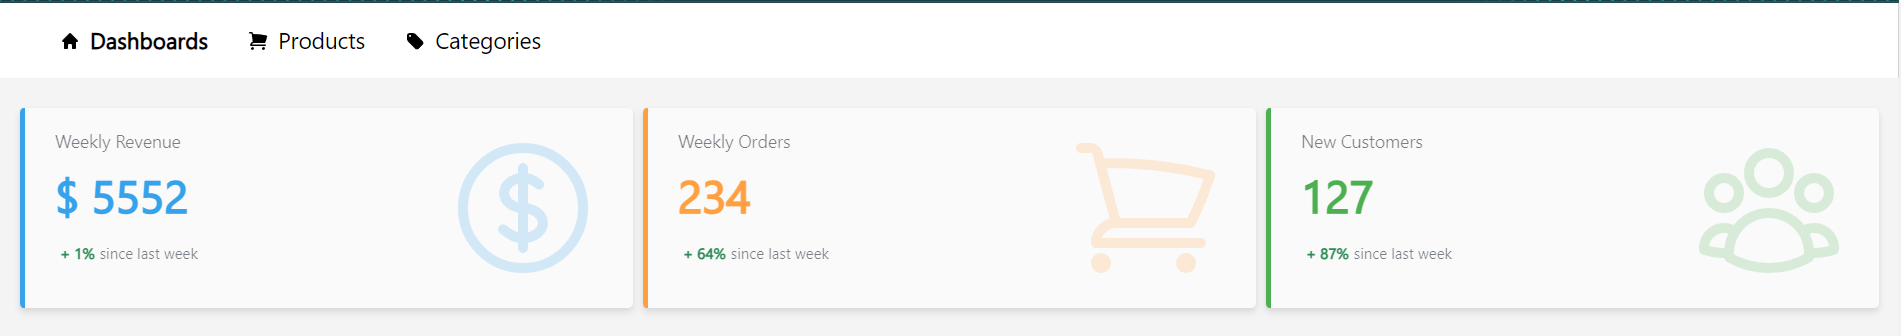 Dashboards Products Categories
Weekly Revenue
$ 5552
+ 1% since last week
Weekly Orders
234
+ 64% since last week
New Customers
127
+ 87% since last week